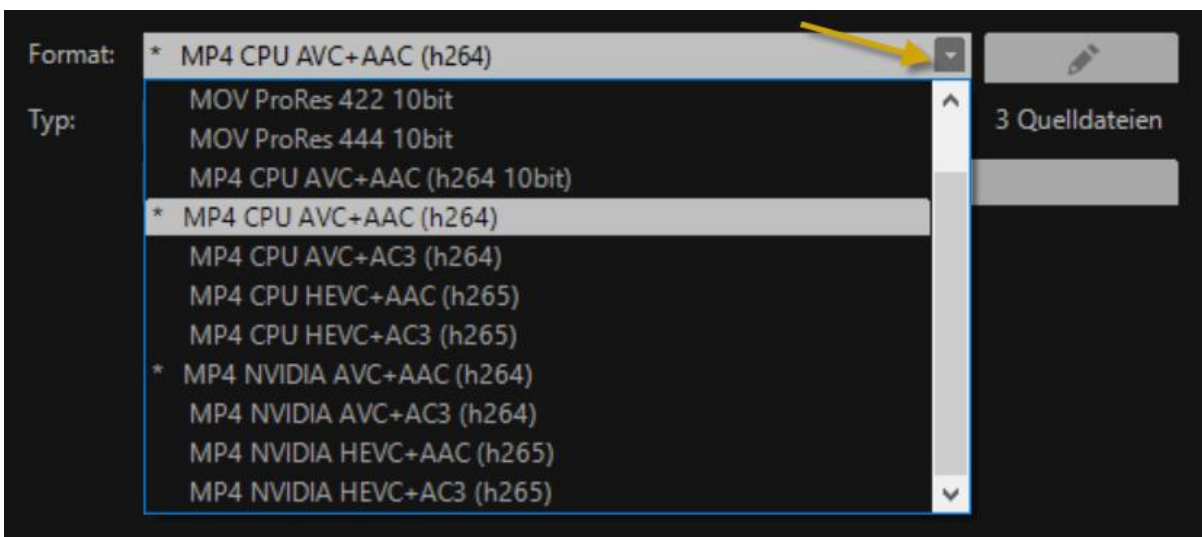 Format:
* MP4 CPU AVC+AAC (h264)
Typ:
3 Quelldateien
MOV ProRes 422 10bit
MOV ProRes 444 10bit
MP4 CPU AVC+AAC (h264 10bit)
* MP4 CPU AVC+AAC (h264)
MP4 CPU AVC+AC3 (h264)
MP4 CPU HEVC+AAC (h265)
MP4 CPU HEVC+AC3 (h265)
* MP4 NVIDIA AVC+AAC (h264)
MP4 NVIDIA AVC+AC3 (h264)
MP4 NVIDIA HEVC+AAC (h265)
MP4 NVIDIA HEVC+AC3 (h265)